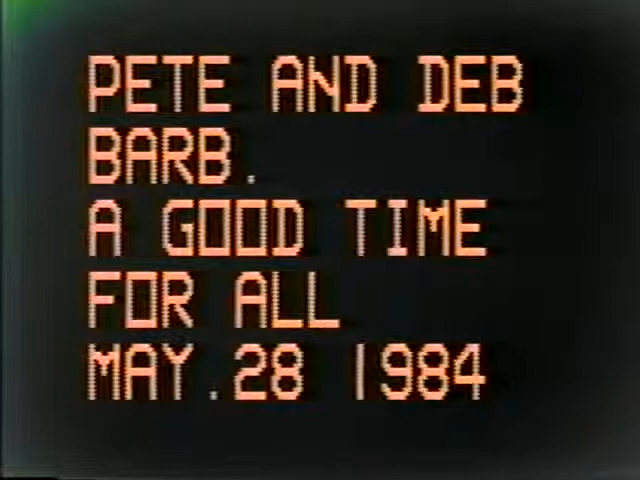 PETE AND DEB
BARB.
A GOOD TIME
FOR ALL
MAY.28 1984